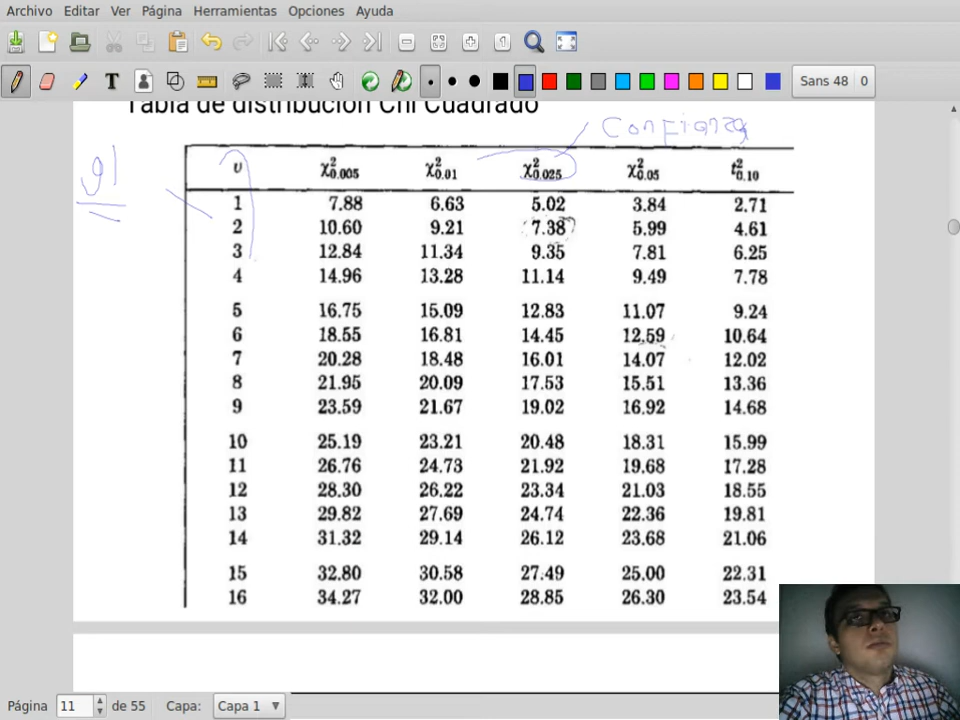 Archivo Editar Ver Página Herramientas Opciones Ayuda
T Sans 48 0
Tabla de distribución Chi Cuadrado
Confianza
gl
υ χ²0.005 χ²0.01 χ²0.025 χ²0.05 t²0.10
1 7.88 6.63 5.02 3.84 2.71
2 10.60 9.21 7.38 5.99 4.61
3 12.84 11.34 9.35 7.81 6.25
4 14.96 13.28 11.14 9.49 7.78
5 16.75 15.09 12.83 11.07 9.24
6 18.55 16.81 14.45 12.59 10.64
7 20.28 18.48 16.01 14.07 12.02
8 21.95 20.09 17.53 15.51 13.36
9 23.59 21.67 19.02 16.92 14.68
10 25.19 23.21 20.48 18.31 15.99
11 26.76 24.73 21.92 19.68 17.28
12 28.30 26.22 23.34 21.03 18.55
13 29.82 27.69 24.74 22.36 19.81
14 31.32 29.14 26.12 23.68 21.06
15 32.80 30.58 27.49 25.00 22.31
16 34.27 32.00 28.85 26.30 23.54
Página 11 de 55 Capa: Capa 1